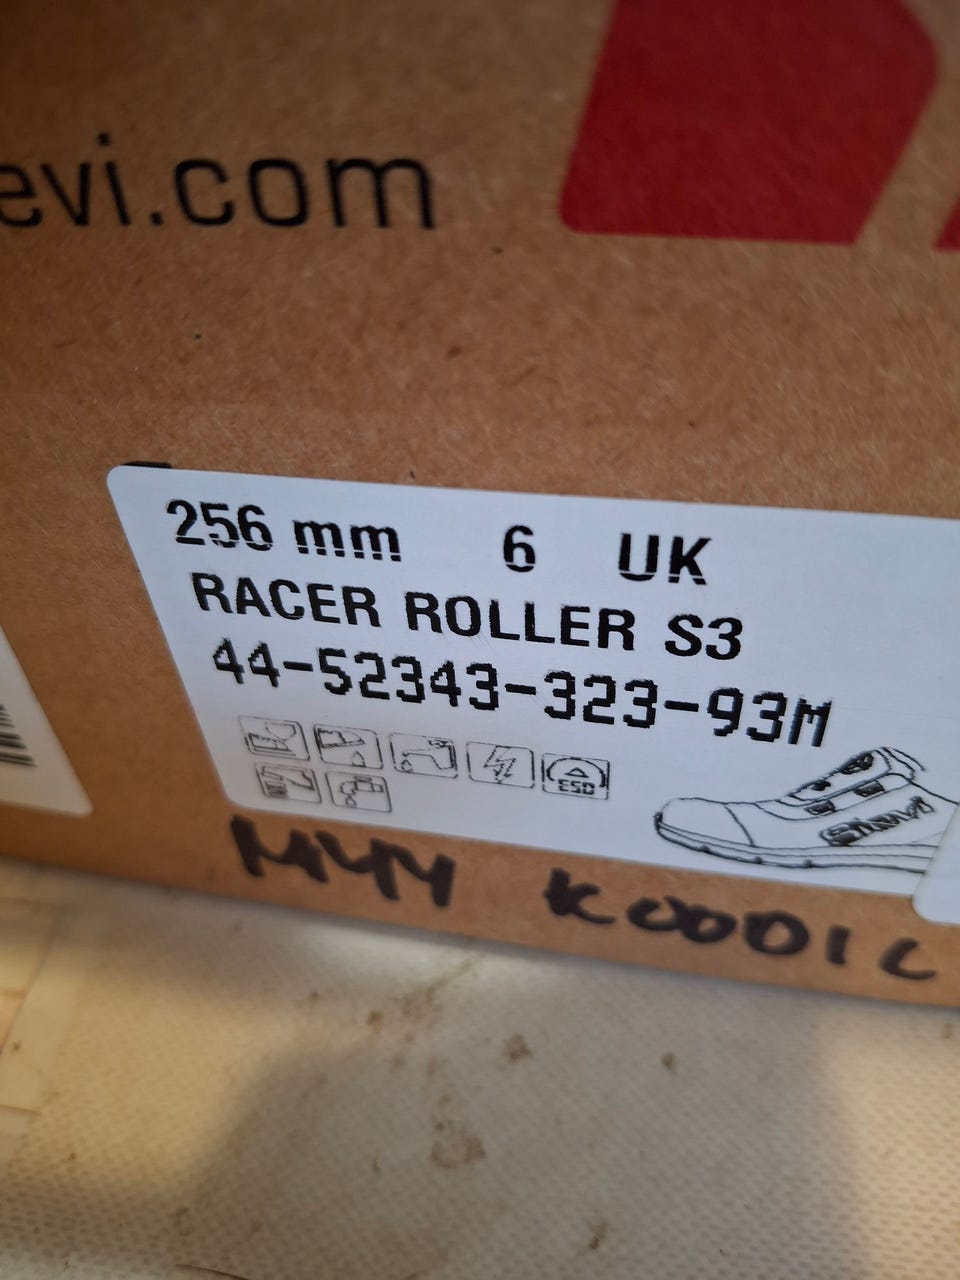 evi.com
256 mm 6 UK
RACER ROLLER S3
44-52343-323-93M
ESD